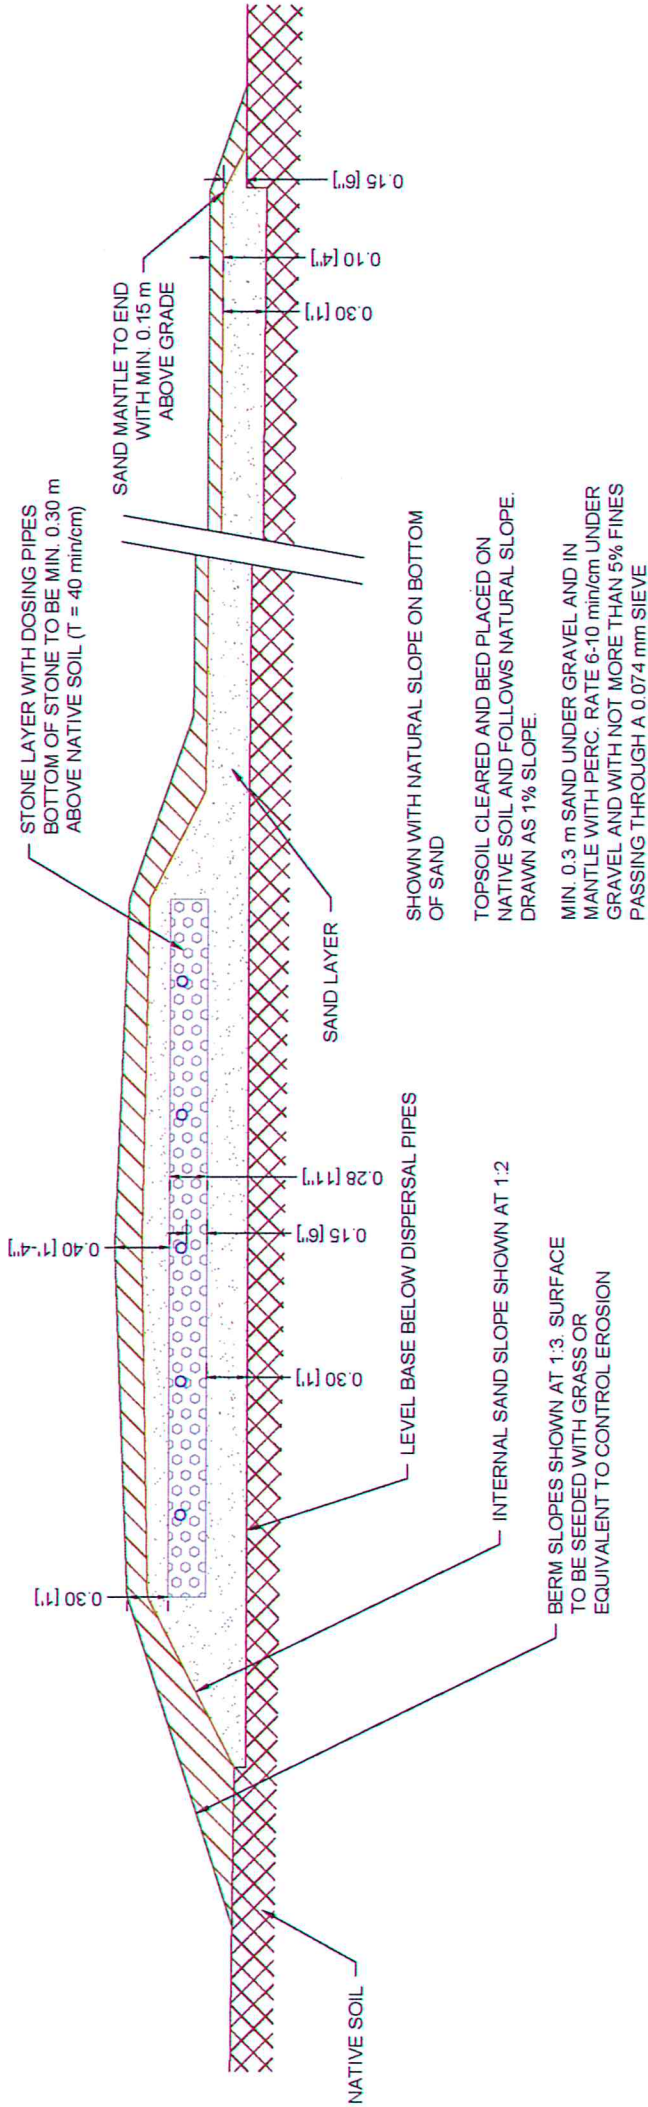 STONE LAYER WITH DOSING PIPES
BOTTOM OF STONE TO BE MIN. 0.30 m
ABOVE NATIVE SOIL (T = 40 min/cm)
SAND MANTLE TO END
WITH MIN. 0.15 m
ABOVE GRADE
0.30 [1']
0.40 [1'-4"]
0.30 [1']
0.15 [6"]
0.28 [11"]
0.30 [1']
0.10 [4"]
0.15 [6"]
NATIVE SOIL
BERM SLOPES SHOWN AT 1:3. SURFACE
TO BE SEEDED WITH GRASS OR
EQUIVALENT TO CONTROL EROSION
INTERNAL SAND SLOPE SHOWN AT 1:2
LEVEL BASE BELOW DISPERSAL PIPES
SAND LAYER
SHOWN WITH NATURAL SLOPE ON BOTTOM
OF SAND
TOPSOIL CLEARED AND BED PLACED ON
NATIVE SOIL AND FOLLOWS NATURAL SLOPE.
DRAWN AS 1% SLOPE.
MIN. 0.3 m SAND UNDER GRAVEL AND IN
MANTLE WITH PERC. RATE 6-10 min/cm UNDER
GRAVEL AND WITH NOT MORE THAN 5% FINES
PASSING THROUGH A 0.074 mm SIEVE